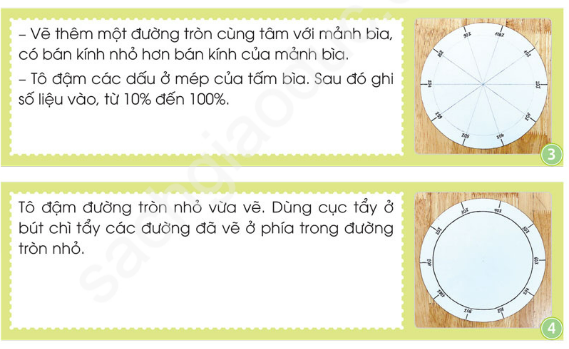 – Vẽ thêm một đường tròn cùng tâm với mảnh bìa,
có bán kính nhỏ hơn bán kính của mảnh bìa.
– Tô đậm các dấu ở mép của tấm bìa. Sau đó ghi
số liệu vào, từ 10% đến 100%.
3
Tô đậm đường tròn nhỏ vừa vẽ. Dùng cục tẩy ở
bút chì tẩy các đường đã vẽ ở phía trong đường
tròn nhỏ.
4